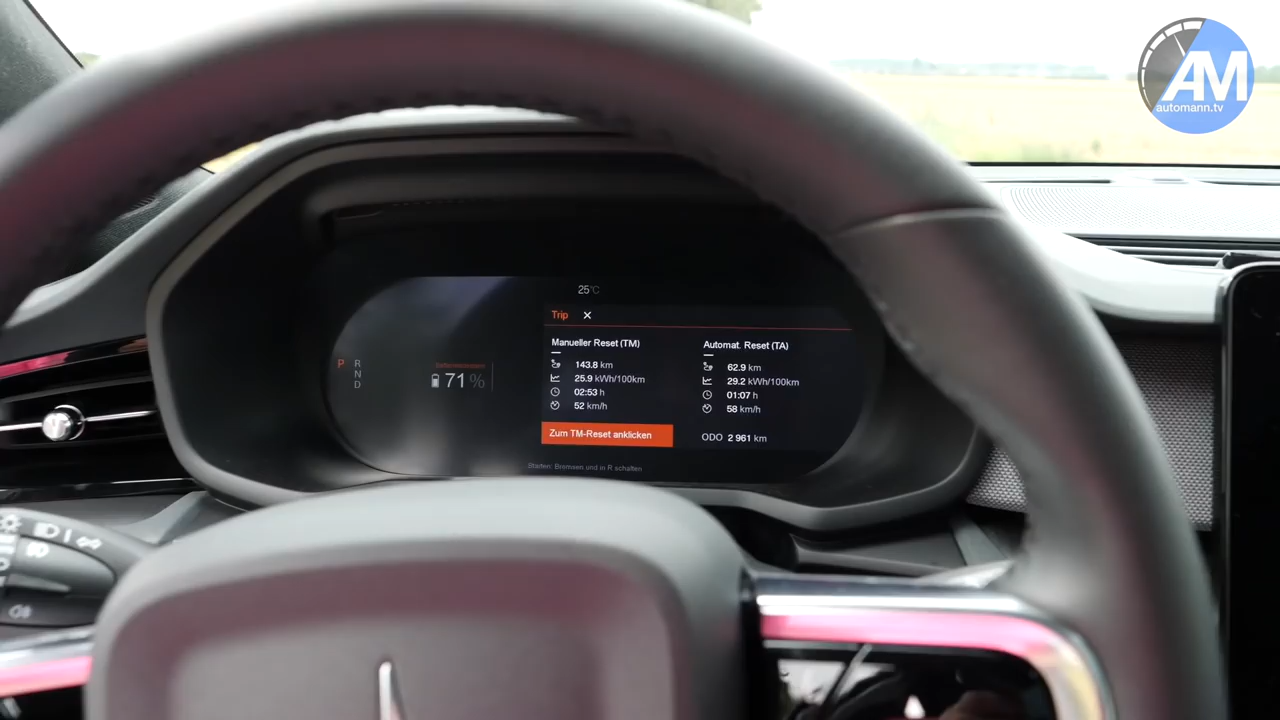 AM
automann.tv
25°C
Trip ✕
Manueller Reset (TM)
143.8 km
25.9 kWh/100km
02:53 h
52 km/h
Zum TM-Reset anklicken
Automat. Reset (TA)
62.9 km
29.2 kWh/100km
01:07 h
58 km/h
ODO 2 961 km
P R
N
D
71 %
Starten: Bremsen und in R schalten